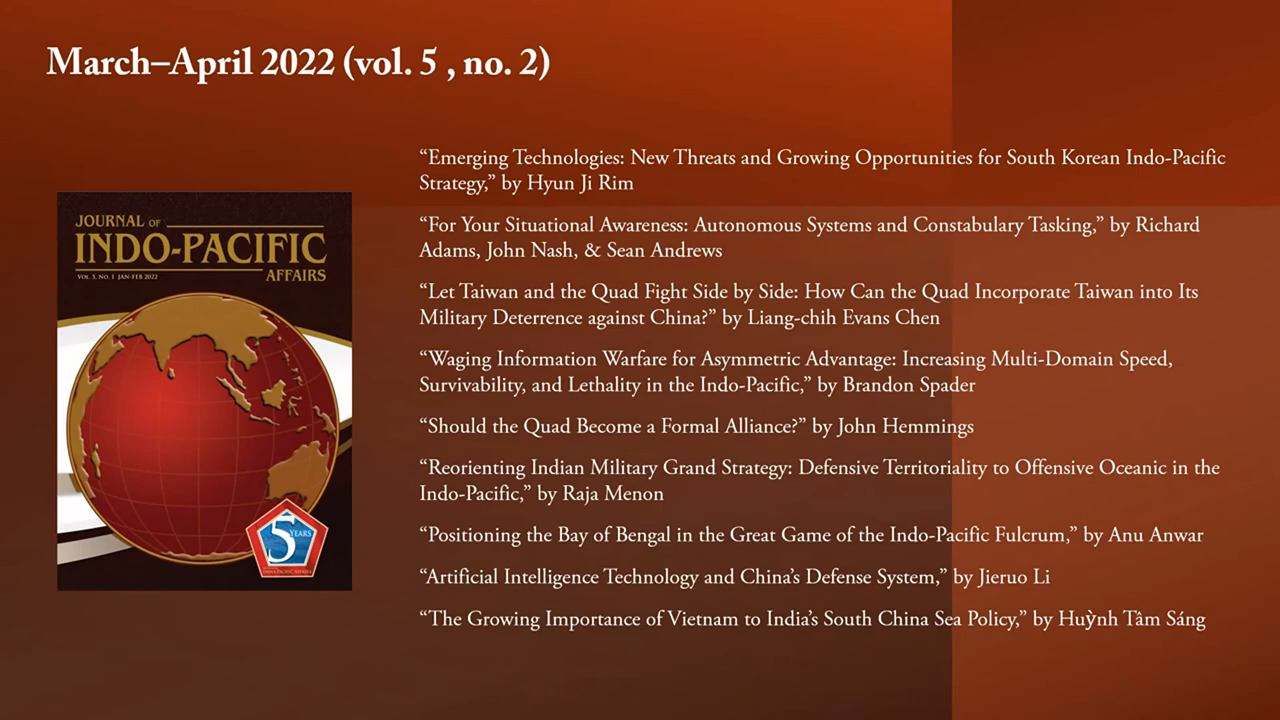 March–April 2022 (vol. 5 , no. 2)
JOURNAL OF
INDO-PACIFIC
AFFAIRS
VOL. 5, NO. 1 JAN-FEB 2022
5 YEARS
“Emerging Technologies: New Threats and Growing Opportunities for South Korean Indo-Pacific
Strategy,” by Hyun Ji Rim
“For Your Situational Awareness: Autonomous Systems and Constabulary Tasking,” by Richard
Adams, John Nash, & Sean Andrews
“Let Taiwan and the Quad Fight Side by Side: How Can the Quad Incorporate Taiwan into Its
Military Deterrence against China?” by Liang-chih Evans Chen
“Waging Information Warfare for Asymmetric Advantage: Increasing Multi-Domain Speed,
Survivability, and Lethality in the Indo-Pacific,” by Brandon Spader
“Should the Quad Become a Formal Alliance?” by John Hemmings
“Reorienting Indian Military Grand Strategy: Defensive Territoriality to Offensive Oceanic in the
Indo-Pacific,” by Raja Menon
“Positioning the Bay of Bengal in the Great Game of the Indo-Pacific Fulcrum,” by Anu Anwar
“Artificial Intelligence Technology and China’s Defense System,” by Jieruo Li
“The Growing Importance of Vietnam to India’s South China Sea Policy,” by Huỳnh Tâm Sáng